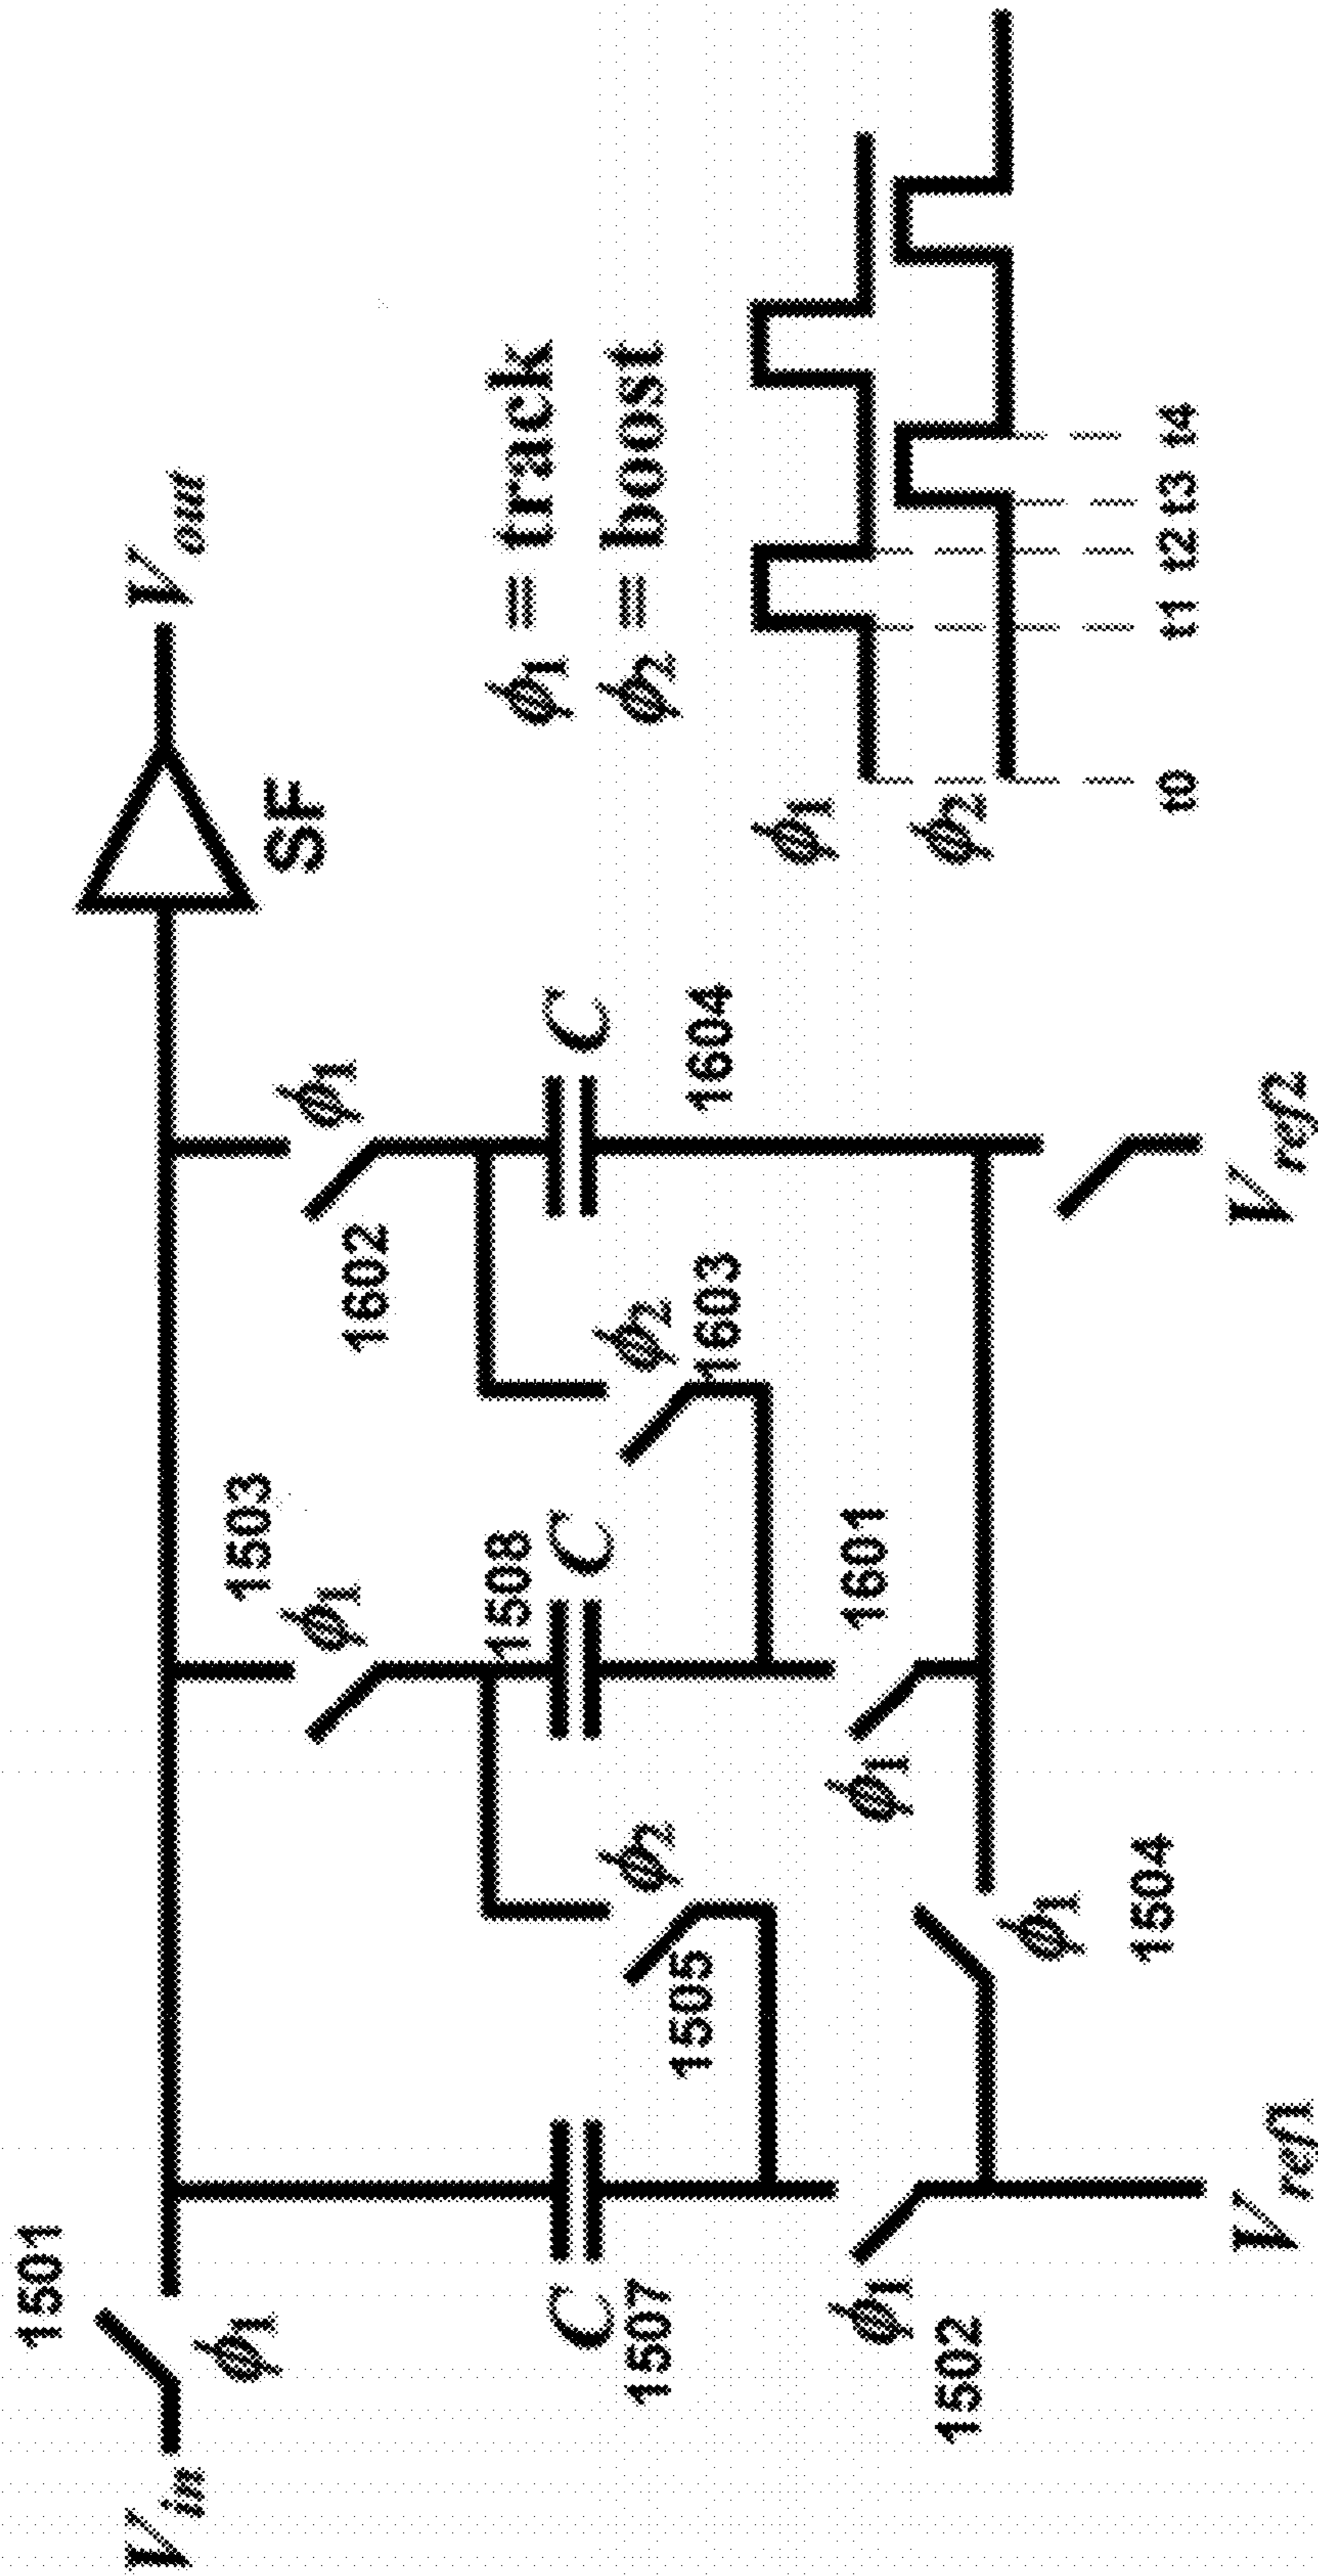 1501
V_in
ϕ1
1503
ϕ1
1602
ϕ1
SF
V_out
C
1507
1505
ϕ2
1508
C
ϕ2
1603
C
1604
ϕ1 = track
ϕ2 = boost
ϕ1
1502
ϕ1
1601
ϕ1
1504
V_ref1
V_ref2
ϕ1
ϕ2
t0 t1 t2 t3 t4